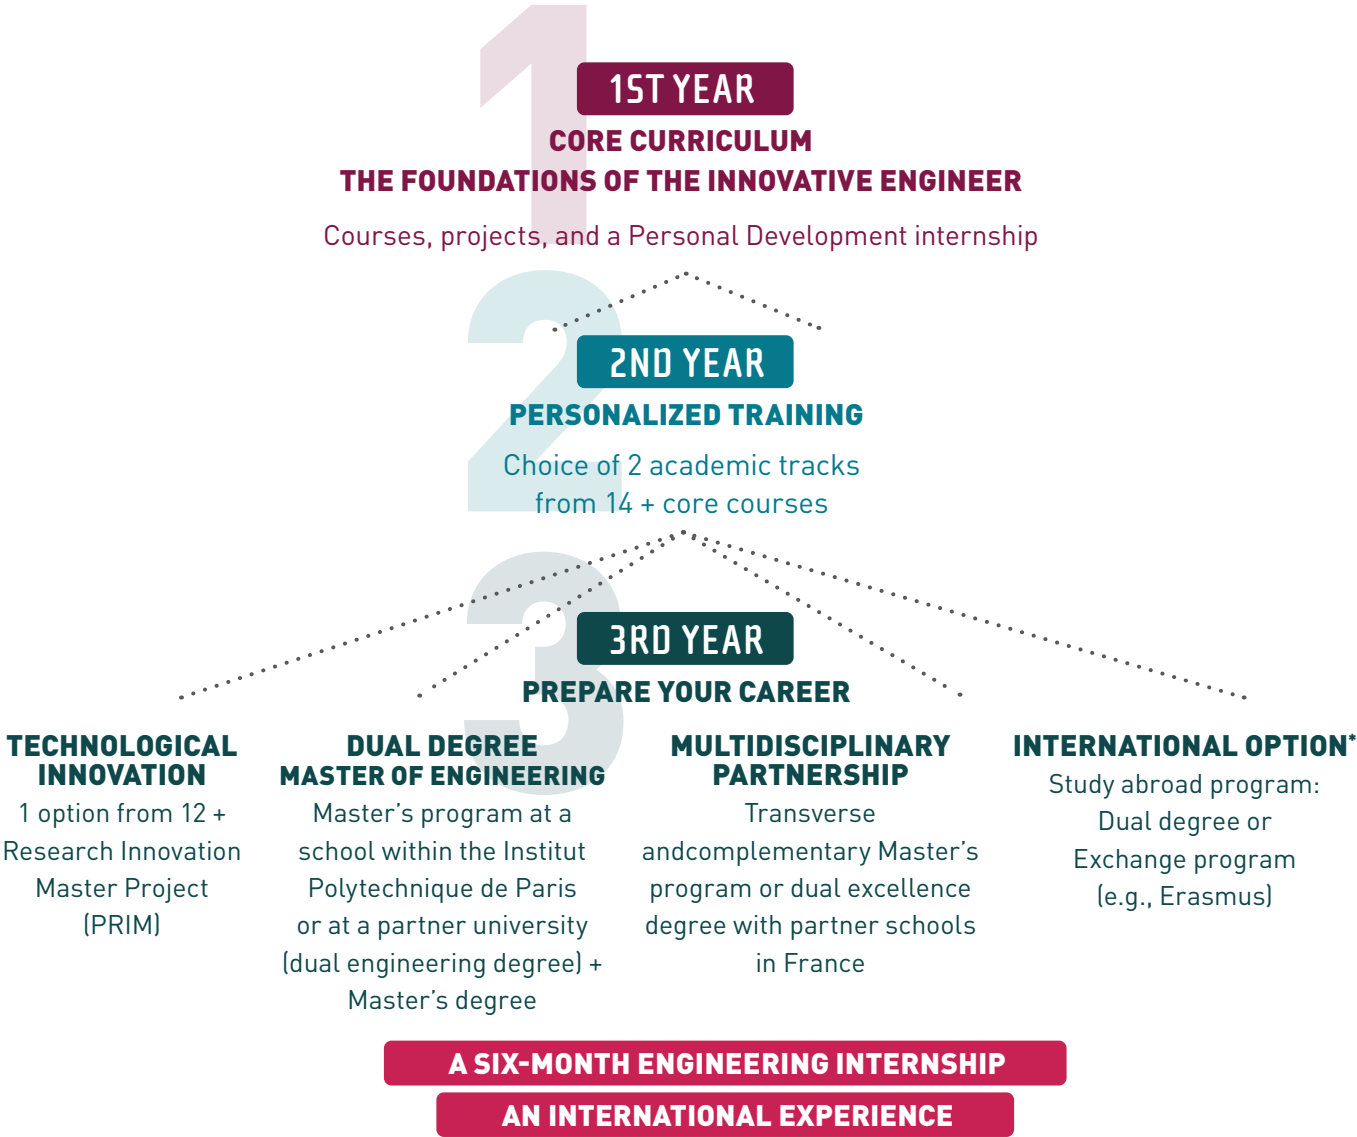 1ST YEAR
CORE CURRICULUM
THE FOUNDATIONS OF THE INNOVATIVE ENGINEER
Courses, projects, and a Personal Development internship
2ND YEAR
PERSONALIZED TRAINING
Choice of 2 academic tracks
from 14 + core courses
3RD YEAR
PREPARE YOUR CAREER
TECHNOLOGICAL
INNOVATION
1 option from 12 +
Research Innovation
Master Project
(PRIM)
DUAL DEGREE
MASTER OF ENGINEERING
Master’s program at a
school within the Institut
Polytechnique de Paris
or at a partner university
(dual engineering degree) +
Master’s degree
MULTIDISCIPLINARY
PARTNERSHIP
Transverse
andcomplementary Master’s
program or dual excellence
degree with partner schools
in France
INTERNATIONAL OPTION*
Study abroad program:
Dual degree or
Exchange program
(e.g., Erasmus)
A SIX-MONTH ENGINEERING INTERNSHIP
AN INTERNATIONAL EXPERIENCE
1
2
3